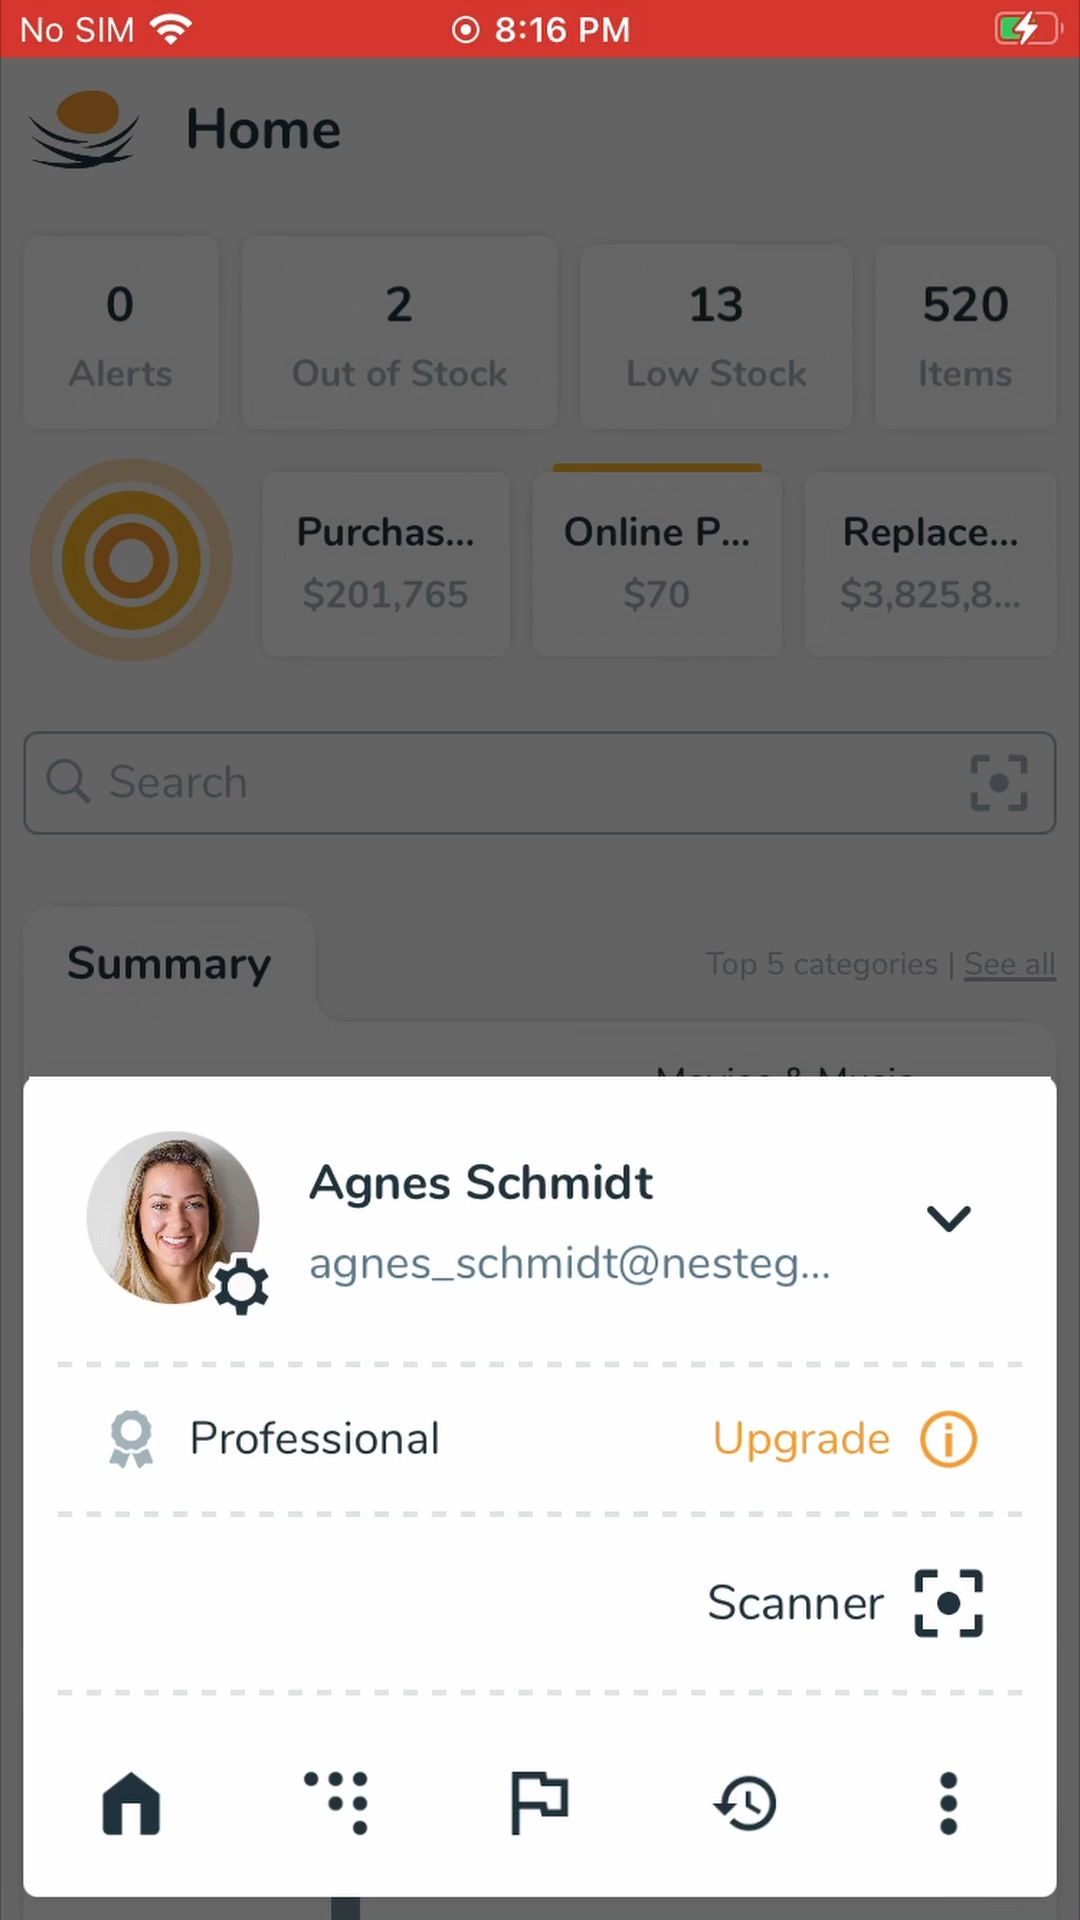 No SIM 8:16 PM
Home
0 2 13 520
Alerts Out of Stock Low Stock Items
Purchas... Online P... Replace...
$201,765 $70 $3,825,8...
Search
Summary Top 5 categories | See all
Movies & Music
Agnes Schmidt
agnes_schmidt@nesteg...
Professional Upgrade
Scanner